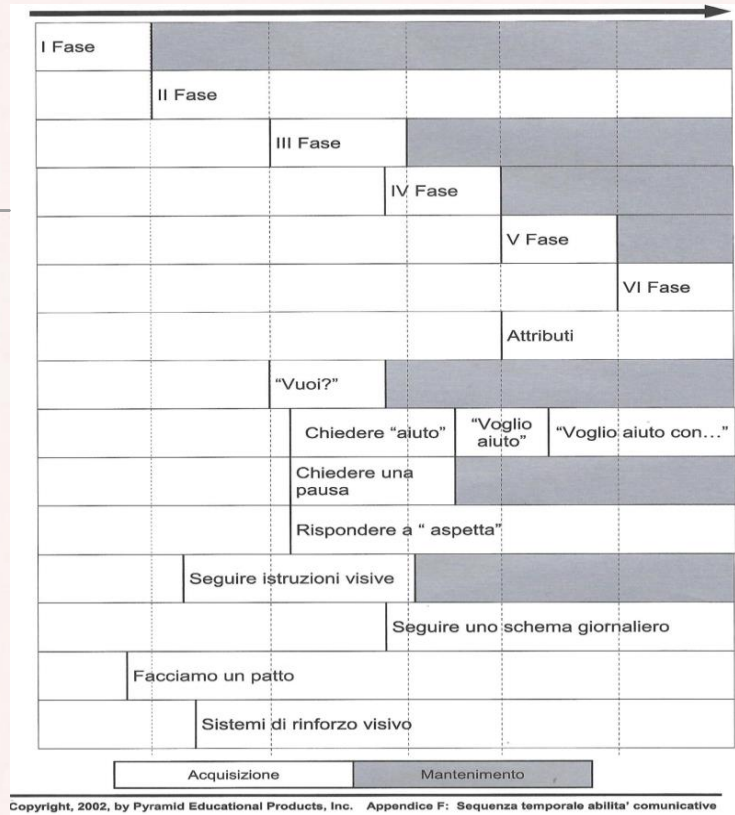 I Fase
II Fase
III Fase
IV Fase
V Fase
VI Fase
Attributi
“Vuoi?”
Chiedere “aiuto”
“Voglio
aiuto”
“Voglio aiuto con...”
Chiedere una
pausa
Rispondere a “ aspetta”
Seguire istruzioni visive
Seguire uno schema giornaliero
Facciamo un patto
Sistemi di rinforzo visivo
Acquisizione
Mantenimento
Copyright, 2002, by Pyramid Educational Products, Inc. Appendice F: Sequenza temporale abilita' comunicative